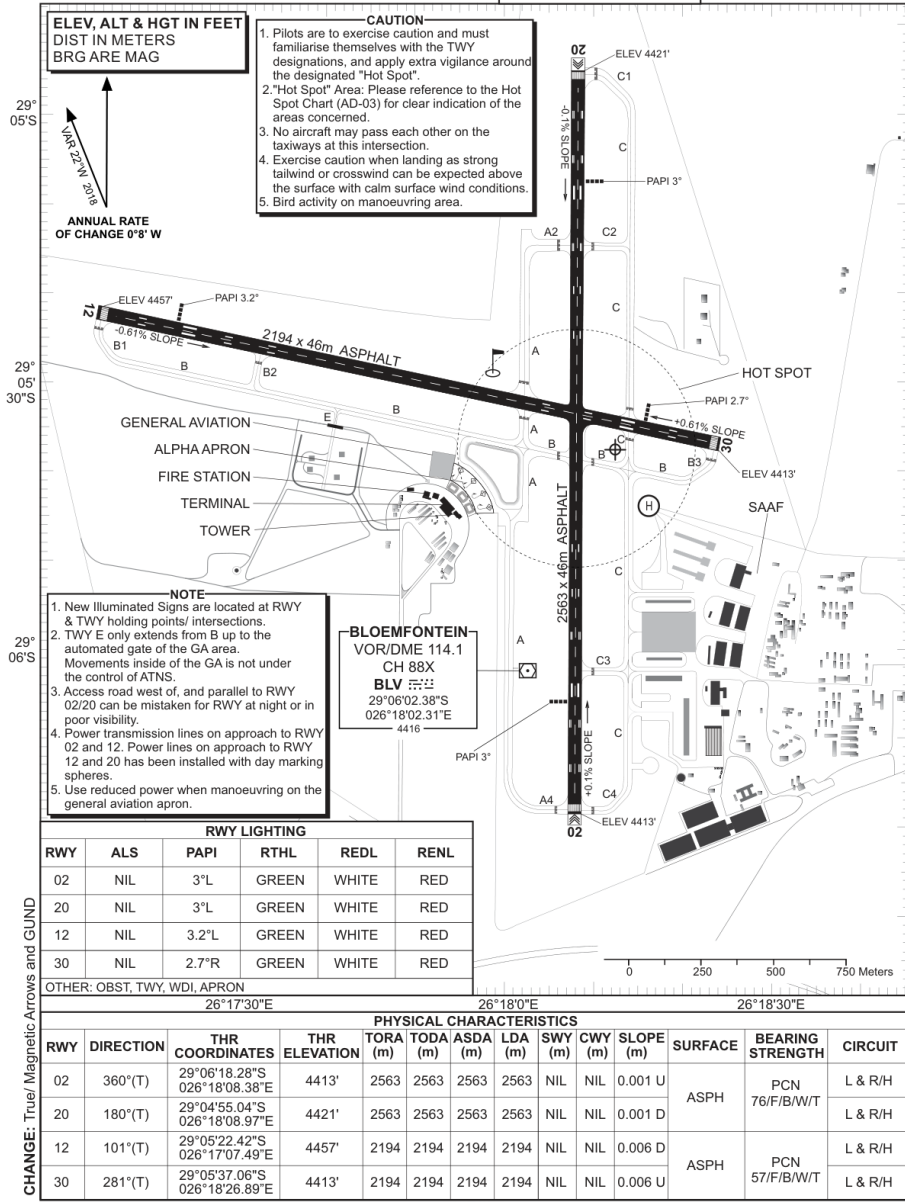 ELEV, ALT & HGT IN FEET
DIST IN METERS
BRG ARE MAG
VAR 22°W 2018
ANNUAL RATE
OF CHANGE 0°8' W
CAUTION
1. Pilots are to exercise caution and must
familiarise themselves with the TWY
designations, and apply extra vigilance around
the designated "Hot Spot".
2."Hot Spot" Area: Please reference to the Hot
Spot Chart (AD-03) for clear indication of the
areas concerned.
3. No aircraft may pass each other on the
taxiways at this intersection.
4. Exercise caution when landing as strong
tailwind or crosswind can be expected above
the surface with calm surface wind conditions.
5. Bird activity on manoeuvring area.
29°
05'S
20
ELEV 4421'
C1
-0.1% SLOPE
C
PAPI 3°
A2
C2
C
12
ELEV 4457'
PAPI 3.2°
-0.61% SLOPE
2194 x 46m ASPHALT
B1
B
B2
A
29°
05'
30"S
HOT SPOT
PAPI 2.7°
+0.61% SLOPE
30
ELEV 4413'
B
E
A
B
A
B
C
B
B3
H
GENERAL AVIATION
ALPHA APRON
FIRE STATION
TERMINAL
TOWER
SAAF
2563 x 46m ASPHALT
C
29°
06'S
NOTE
1. New Illuminated Signs are located at RWY
& TWY holding points/ intersections.
2. TWY E only extends from B up to the
automated gate of the GA area.
Movements inside of the GA is not under
the control of ATNS.
3. Access road west of, and parallel to RWY
02/20 can be mistaken for RWY at night or in
poor visibility.
4. Power transmission lines on approach to RWY
02 and 12. Power lines on approach to RWY
12 and 20 has been installed with day marking
spheres.
5. Use reduced power when manoeuvring on the
general aviation apron.
BLOEMFONTEIN
VOR/DME 114.1
CH 88X
BLV
29°06'02.38"S
026°18'02.31"E
4416
A
C3
C
PAPI 3°
+0.1% SLOPE
A4
C4
ELEV 4413'
02
RWY LIGHTING
RWY ALS PAPI RTHL REDL RENL
02 NIL 3°L GREEN WHITE RED
20 NIL 3°L GREEN WHITE RED
12 NIL 3.2°L GREEN WHITE RED
30 NIL 2.7°R GREEN WHITE RED
OTHER: OBST, TWY, WDI, APRON
0 250 500 750 Meters
26°17'30"E 26°18'0"E 26°18'30"E
CHANGE: True/ Magnetic Arrows and GUND
PHYSICAL CHARACTERISTICS
RWY DIRECTION THR COORDINATES THR ELEVATION TORA (m) TODA (m) ASDA (m) LDA (m) SWY (m) CWY (m) SLOPE (m) SURFACE BEARING STRENGTH CIRCUIT
02 360°(T) 29°06'18.28"S 026°18'08.38"E 4413' 2563 2563 2563 2563 NIL NIL 0.001 U ASPH PCN 76/F/B/W/T L & R/H
20 180°(T) 29°04'55.04"S 026°18'08.97"E 4421' 2563 2563 2563 2563 NIL NIL 0.001 D L & R/H
12 101°(T) 29°05'22.42"S 026°17'07.49"E 4457' 2194 2194 2194 2194 NIL NIL 0.006 D ASPH PCN 57/F/B/W/T L & R/H
30 281°(T) 29°05'37.06"S 026°18'26.89"E 4413' 2194 2194 2194 2194 NIL NIL 0.006 U L & R/H